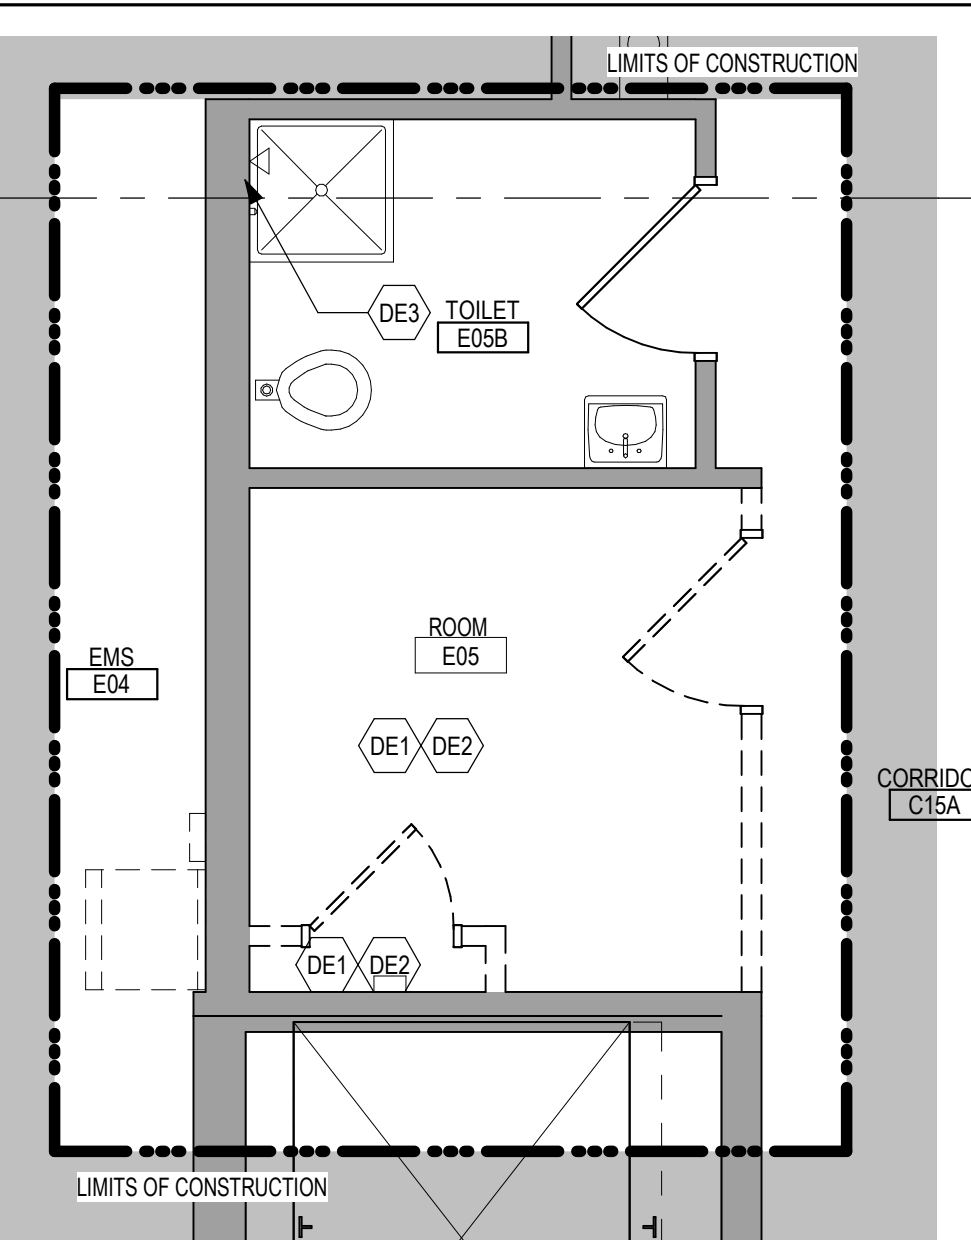 LIMITS OF CONSTRUCTION
DE3
TOILET
E05B
ROOM
E05
EMS
E04
DE1
DE2
CORRIDO
C15A
DE1
DE2
LIMITS OF CONSTRUCTION